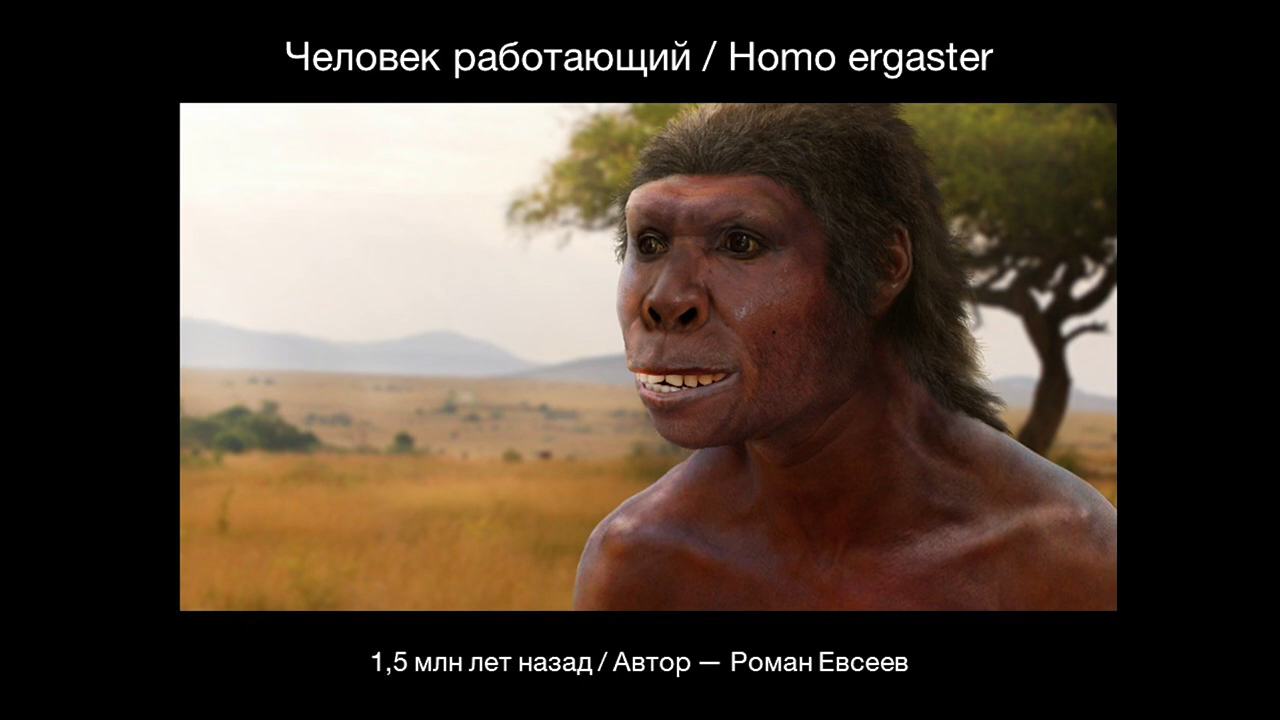 Человек работающий / Homo ergaster
1,5 млн лет назад / Автор — Роман Евсеев